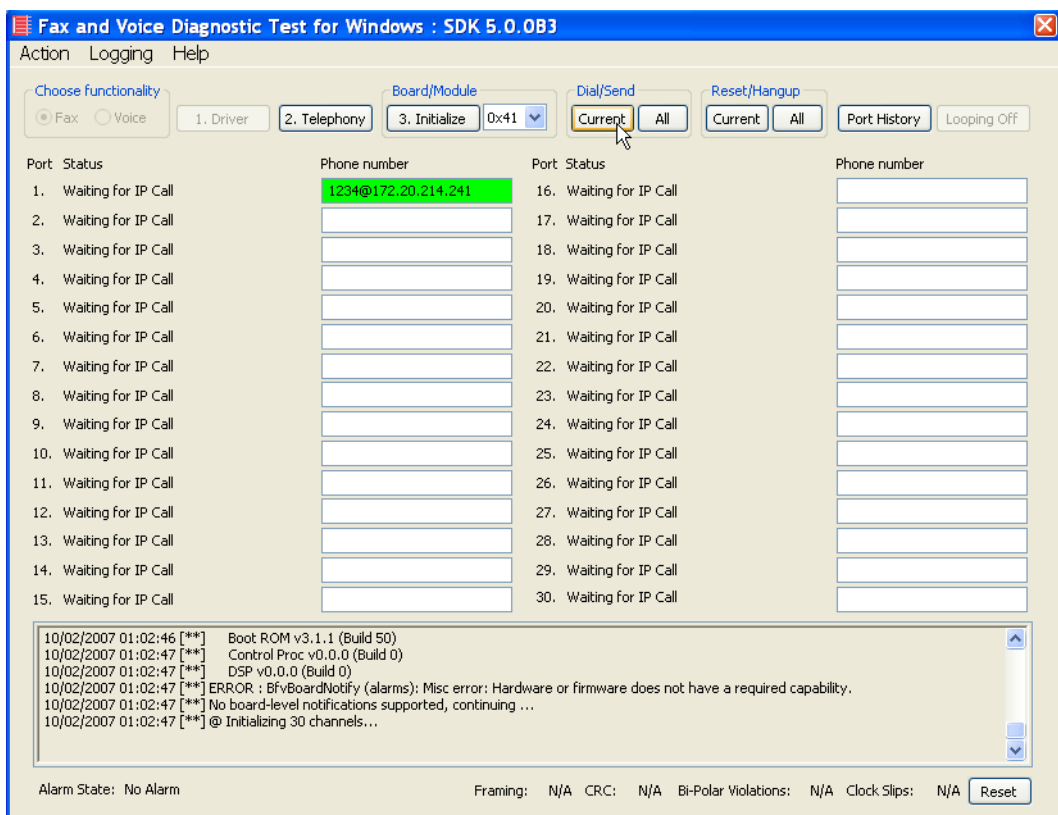 Fax and Voice Diagnostic Test for Windows : SDK 5.0.0B3
Action Logging Help
Choose functionality Board/Module Dial/Send Reset/Hangup
Fax Voice 1. Driver 2. Telephony 3. Initialize 0x41 Current All Current All Port History Looping Off
Port Status Phone number Port Status Phone number
1. Waiting for IP Call 1234@172.20.214.241 16. Waiting for IP Call
2. Waiting for IP Call 17. Waiting for IP Call
3. Waiting for IP Call 18. Waiting for IP Call
4. Waiting for IP Call 19. Waiting for IP Call
5. Waiting for IP Call 20. Waiting for IP Call
6. Waiting for IP Call 21. Waiting for IP Call
7. Waiting for IP Call 22. Waiting for IP Call
8. Waiting for IP Call 23. Waiting for IP Call
9. Waiting for IP Call 24. Waiting for IP Call
10. Waiting for IP Call 25. Waiting for IP Call
11. Waiting for IP Call 26. Waiting for IP Call
12. Waiting for IP Call 27. Waiting for IP Call
13. Waiting for IP Call 28. Waiting for IP Call
14. Waiting for IP Call 29. Waiting for IP Call
15. Waiting for IP Call 30. Waiting for IP Call
10/02/2007 01:02:46 [**] Boot ROM v3.1.1 (Build 50)
10/02/2007 01:02:47 [**] Control Proc v0.0.0 (Build 0)
10/02/2007 01:02:47 [**] DSP v0.0.0 (Build 0)
10/02/2007 01:02:47 [**] ERROR : BfvBoardNotify (alarms): Misc error: Hardware or firmware does not have a required capability.
10/02/2007 01:02:47 [**] No board-level notifications supported, continuing ...
10/02/2007 01:02:47 [**] @ Initializing 30 channels...
Alarm State: No Alarm Framing: N/A CRC: N/A Bi-Polar Violations: N/A Clock Slips: N/A Reset